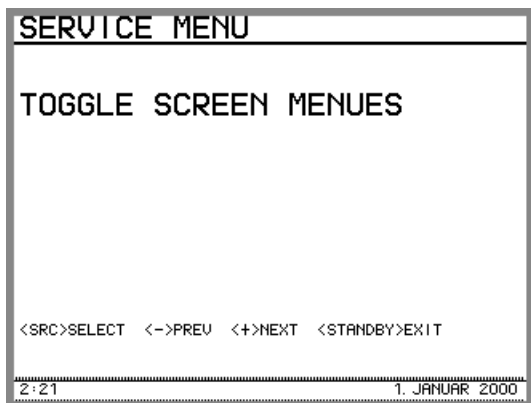 SERVICE MENU
TOGGLE SCREEN MENUES
<SRC>SELECT <->PREV <+>NEXT <STANDBY>EXIT
2:21 1. JANUAR 2000